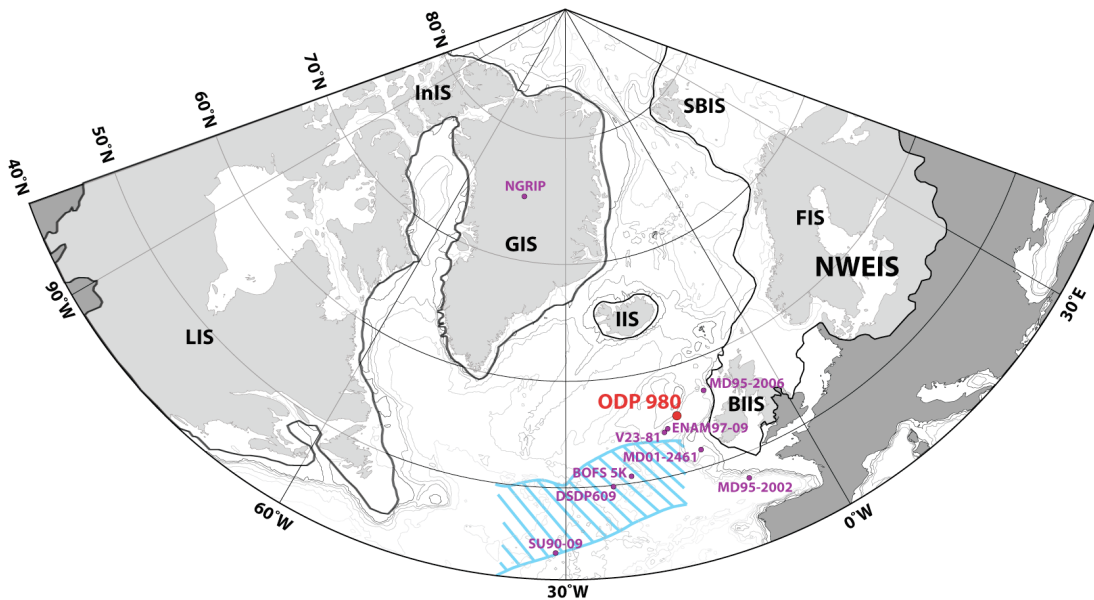 80°N
70°N
60°N
50°N
40°N
InIS
SBIS
NGRIP
GIS
FIS
NWEIS
IIS
LIS
90°W
30°E
MD95-2006
ODP 980
BIIS
ENAM97-09
V23-81
MD01-2461
BOFS 5K
DSDP609
MD95-2002
SU90-09
60°W
0°W
30°W